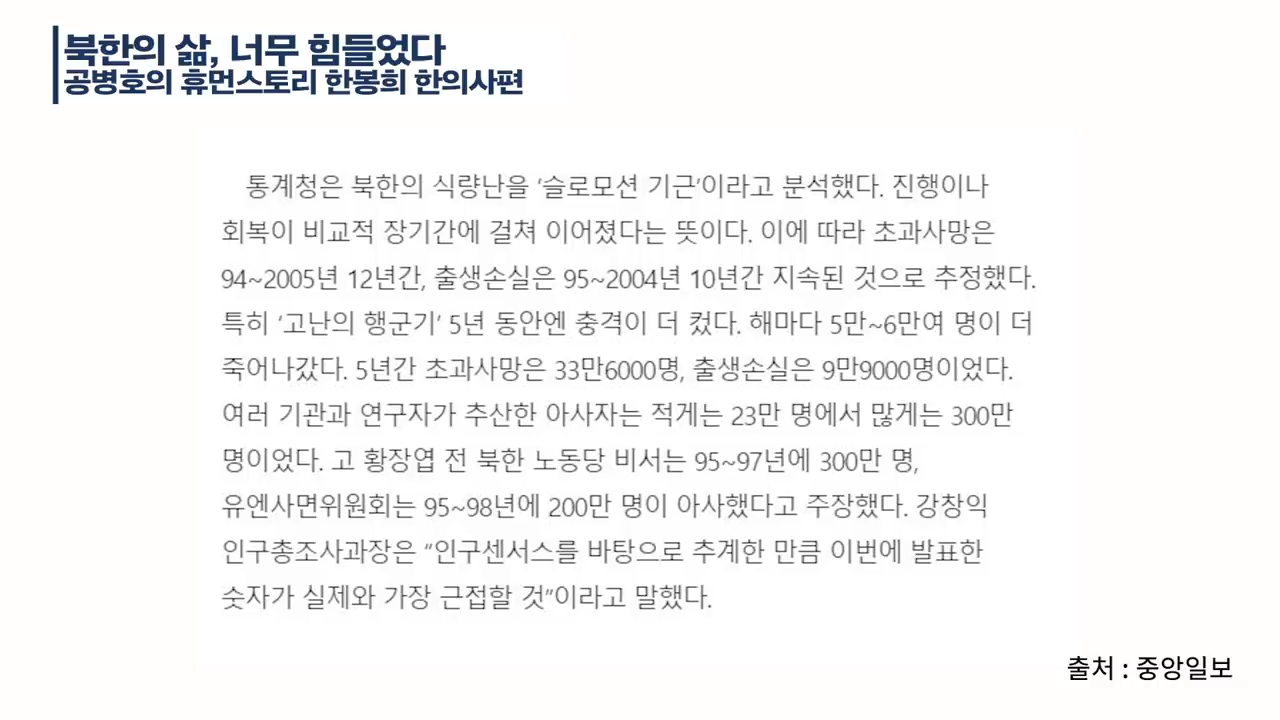 북한의 삶, 너무 힘들었다
공병호의 휴먼스토리 한봉희 한의사편
통계청은 북한의 식량난을 '슬로모션 기근'이라고 분석했다. 진행이나
회복이 비교적 장기간에 걸쳐 이어졌다는 뜻이다. 이에 따라 초과사망은
94~2005년 12년간, 출생손실은 95~2004년 10년간 지속된 것으로 추정했다.
특히 '고난의 행군기' 5년 동안엔 충격이 더 컸다. 해마다 5만~6만여 명이 더
죽어나갔다. 5년간 초과사망은 33만6000명, 출생손실은 9만9000명이었다.
여러 기관과 연구자가 추산한 아사자는 적게는 23만 명에서 많게는 300만
명이었다. 고 황장엽 전 북한 노동당 비서는 95~97년에 300만 명,
유엔사면위원회는 95~98년에 200만 명이 아사했다고 주장했다. 강창익
인구총조사과장은 “인구센서스를 바탕으로 추계한 만큼 이번에 발표한
숫자가 실제와 가장 근접할 것”이라고 말했다.
출처 : 중앙일보